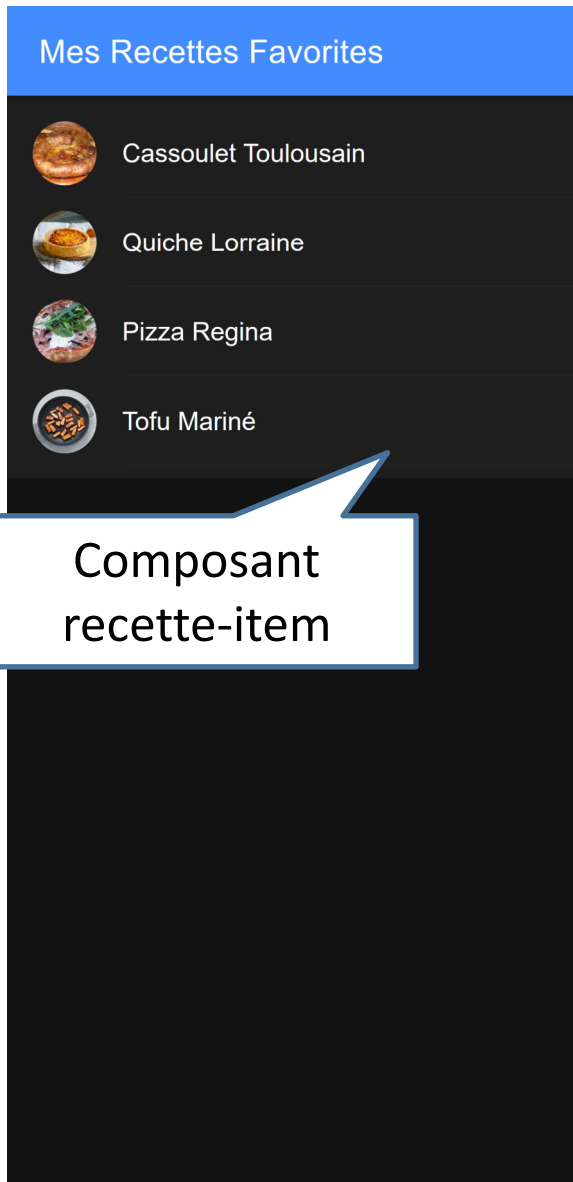 Mes Recettes Favorites
Cassoulet Toulousain
Quiche Lorraine
Pizza Regina
Tofu Mariné
Composant
recette-item